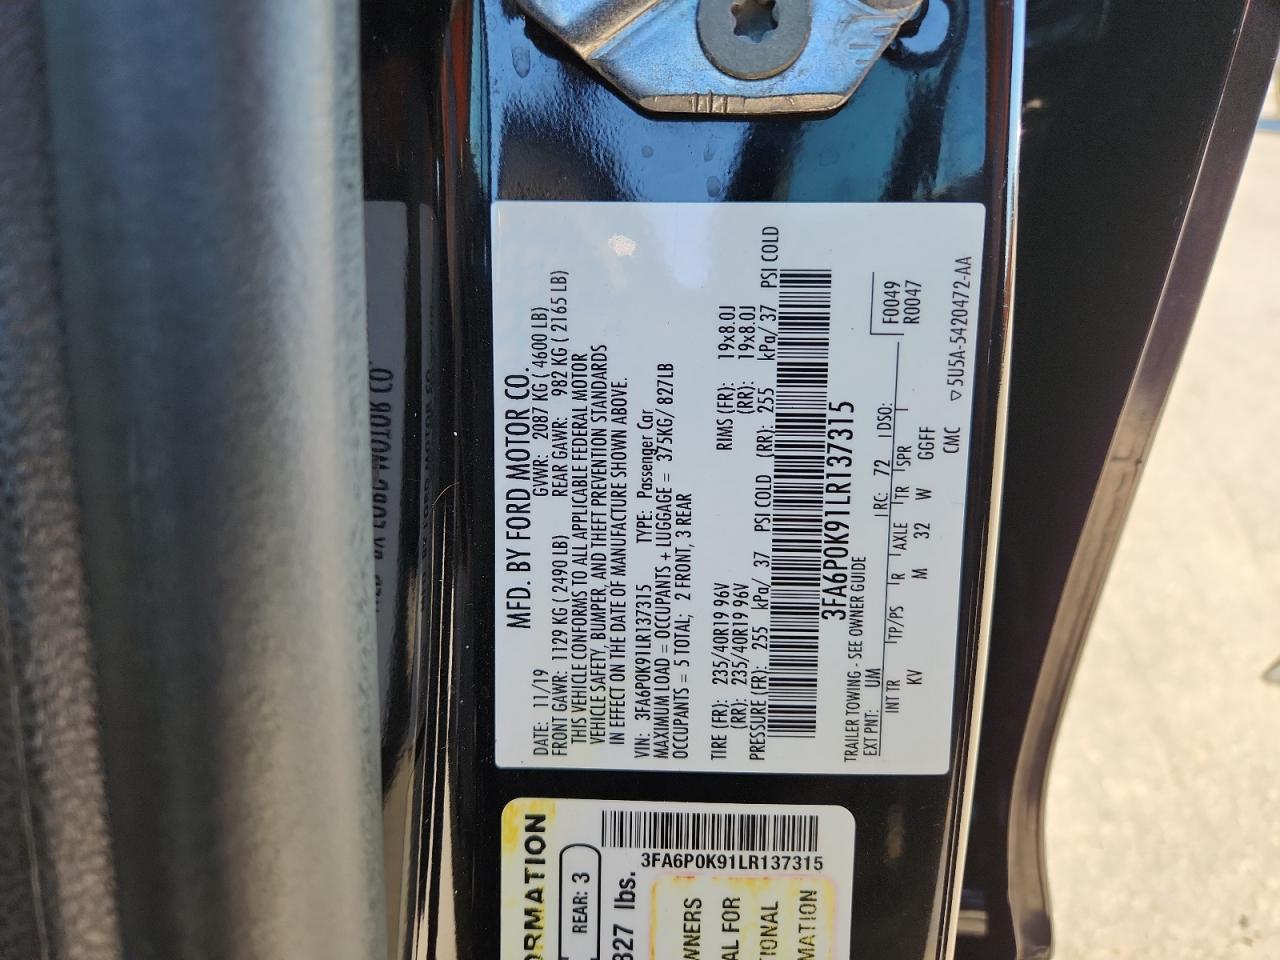 MFD. BY FORD MOTOR CO.
DATE: 11/19 GVWR: 2087 KG ( 4600 LB)
FRONT GAWR: 1129 KG ( 2490 LB) REAR GAWR: 982 KG ( 2165 LB)
THIS VEHICLE CONFORMS TO ALL APPLICABLE FEDERAL MOTOR
VEHICLE SAFETY, BUMPER, AND THEFT PREVENTION STANDARDS
IN EFFECT ON THE DATE OF MANUFACTURE SHOWN ABOVE.
VIN: 3FA6P0K91LR137315 TYPE: Passenger Car
MAXIMUM LOAD = OCCUPANTS + LUGGAGE = 375KG/ 827LB
OCCUPANTS = 5 TOTAL; 2 FRONT, 3 REAR
TIRE (FR): 235/40R19 96V RIMS (FR): 19x8.0J
(RR): 235/40R19 96V (RR): 19x8.0J
PRESSURE (FR): 255 kPa/ 37 PSI COLD (RR): 255 kPa/ 37 PSI COLD
3FA6P0K91LR137315
TRAILER TOWING - SEE OWNER GUIDE
EXT PNT: UM RC: 72 DSO: F0049
INT TR TP/PS R AXLE TR SPR R0047
KV M 32 W GGFF
CMC ▽5U5A-5420472-AA
ORMATION
REAR: 3
827 lbs.
3FA6P0K91LR137315
WNERS
AL FOR
TIONAL
MATION